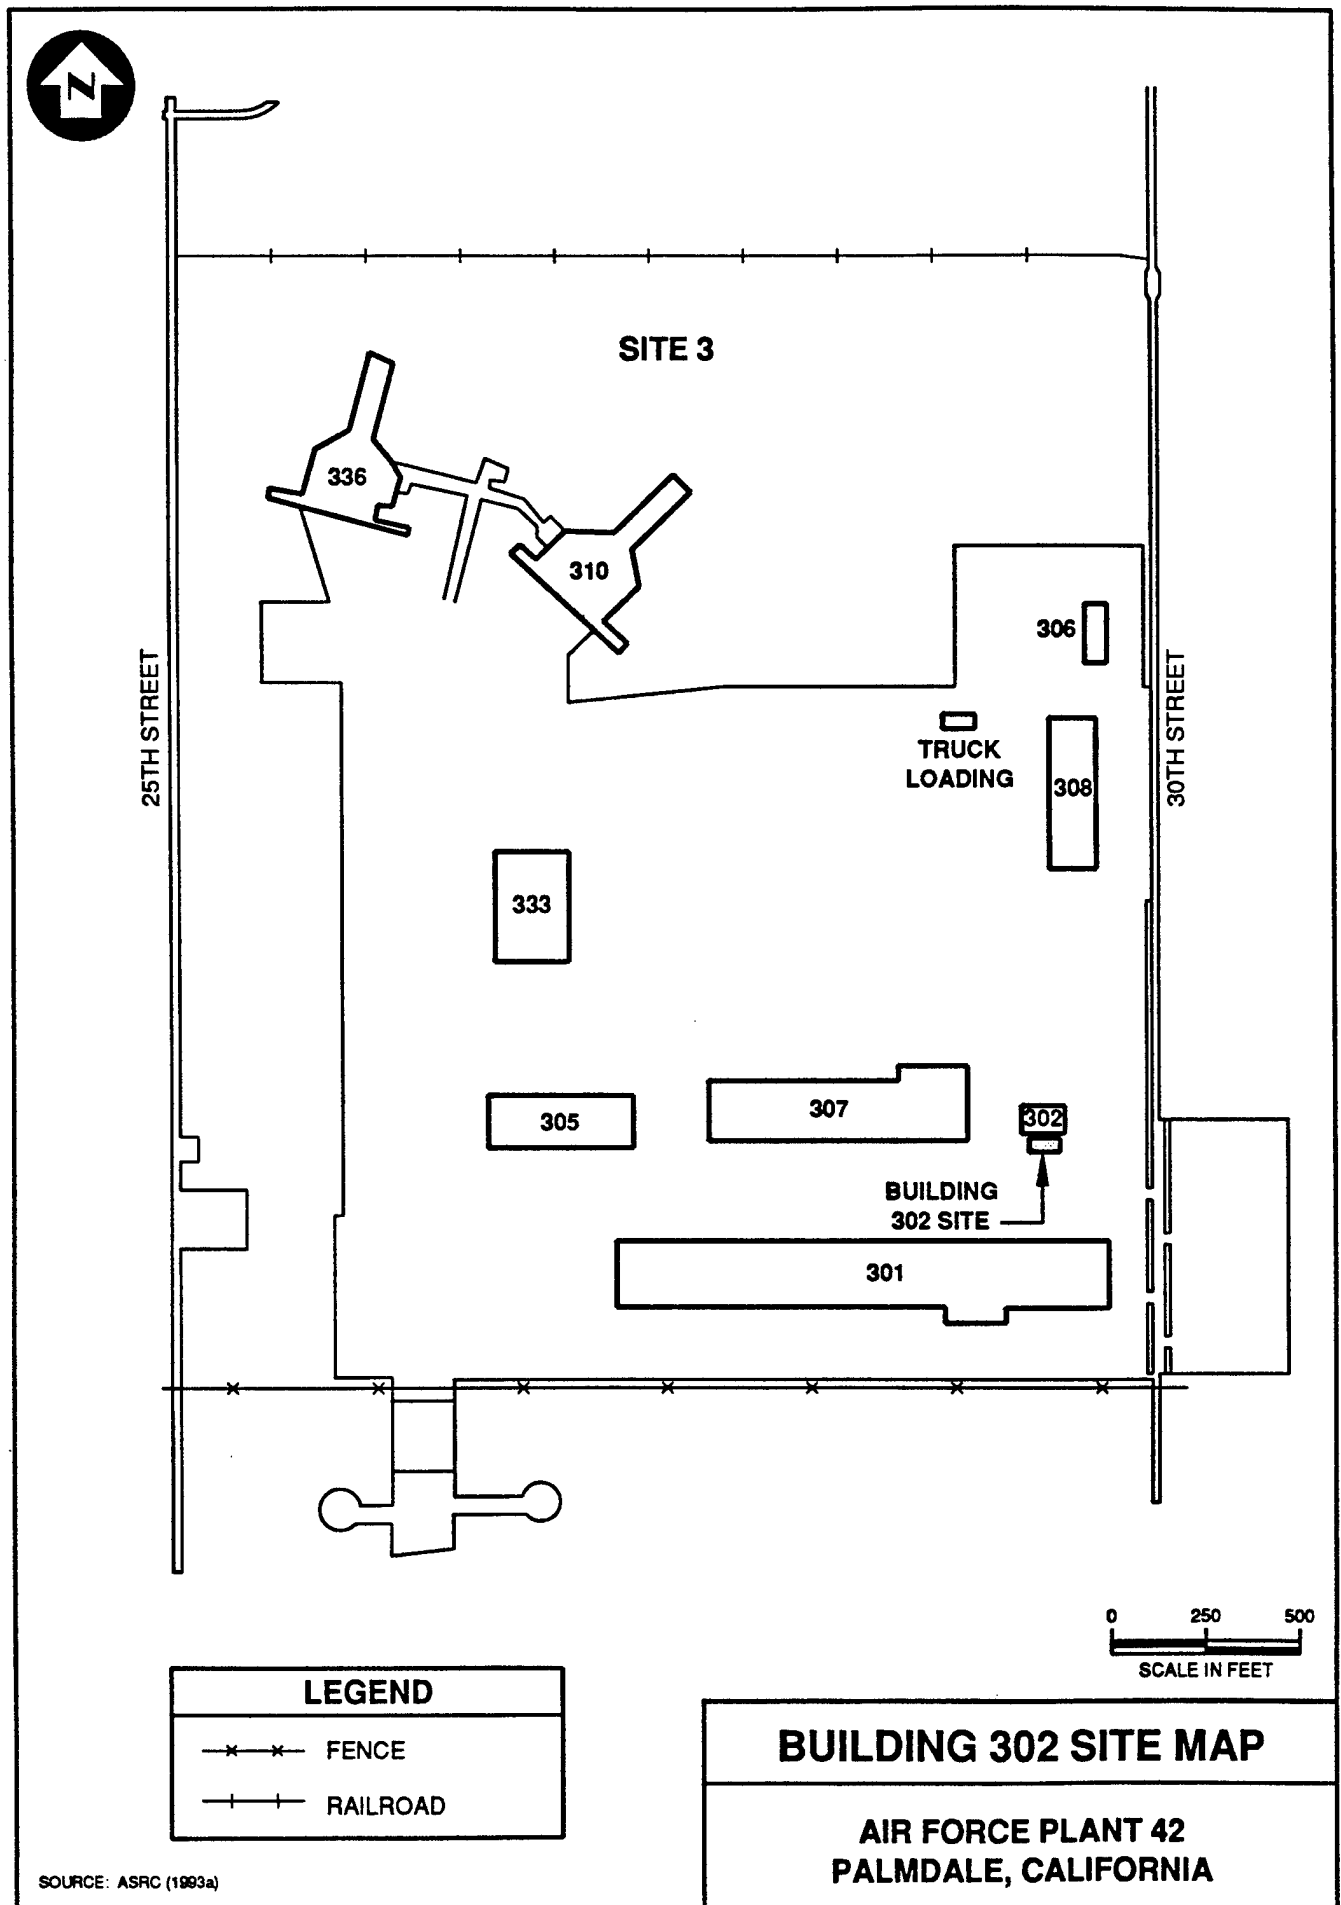 N
SITE 3
336
310
306
25TH STREET
30TH STREET
TRUCK
LOADING
308
333
305
307
302
BUILDING
302 SITE
301
0 250 500
SCALE IN FEET
LEGEND
FENCE
RAILROAD
BUILDING 302 SITE MAP
AIR FORCE PLANT 42
PALMDALE, CALIFORNIA
SOURCE: ASRC (1993a)